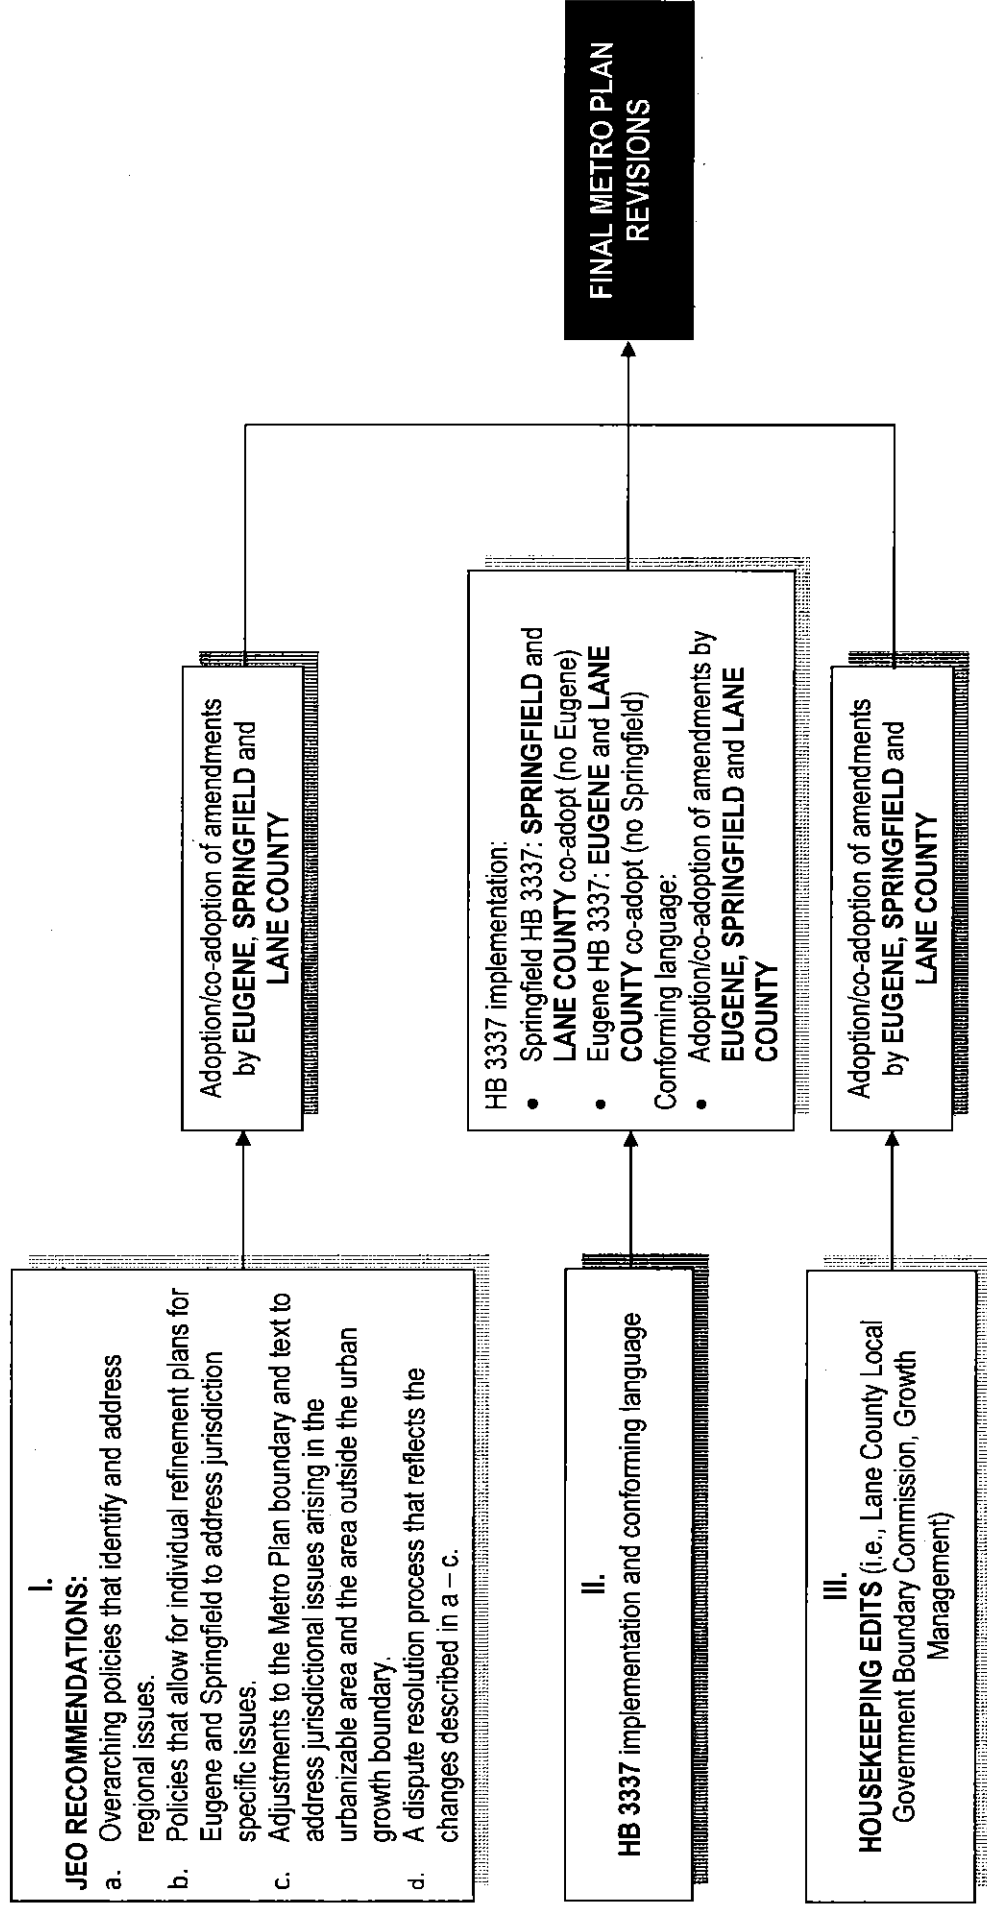 I.
JEO RECOMMENDATIONS:
a. Overarching policies that identify and address
regional issues.
b. Policies that allow for individual refinement plans for
Eugene and Springfield to address jurisdiction
specific issues.
c. Adjustments to the Metro Plan boundary and text to
address jurisdictional issues arising in the
urbanizable area and the area outside the urban
growth boundary.
d. A dispute resolution process that reflects the
changes described in a – c.
Adoption/co-adoption of amendments
by EUGENE, SPRINGFIELD and
LANE COUNTY
II.
HB 3337 implementation and conforming language
HB 3337 implementation:
• Springfield HB 3337: SPRINGFIELD and
LANE COUNTY co-adopt (no Eugene)
• Eugene HB 3337: EUGENE and LANE
COUNTY co-adopt (no Springfield)
Conforming language:
• Adoption/co-adoption of amendments by
EUGENE, SPRINGFIELD and LANE
COUNTY
III.
HOUSEKEEPING EDITS (i.e., Lane County Local
Government Boundary Commission, Growth
Management)
Adoption/co-adoption of amendments
by EUGENE, SPRINGFIELD and
LANE COUNTY
FINAL METRO PLAN
REVISIONS